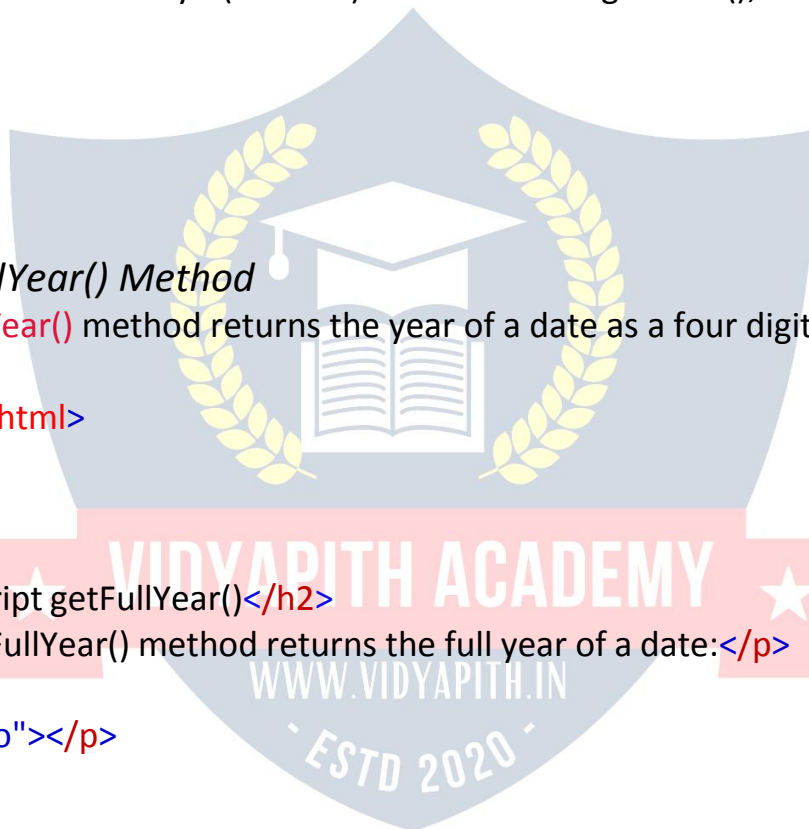 lYear() Method
ear() method returns the year of a date as a four digit
html>
ript getFullYear()</h2>
FullYear() method returns the full year of a date:</p>
o"></p>
VIDYAPITH ACADEMY
WWW.VIDYAPITH.IN
- ESTD 2020 -